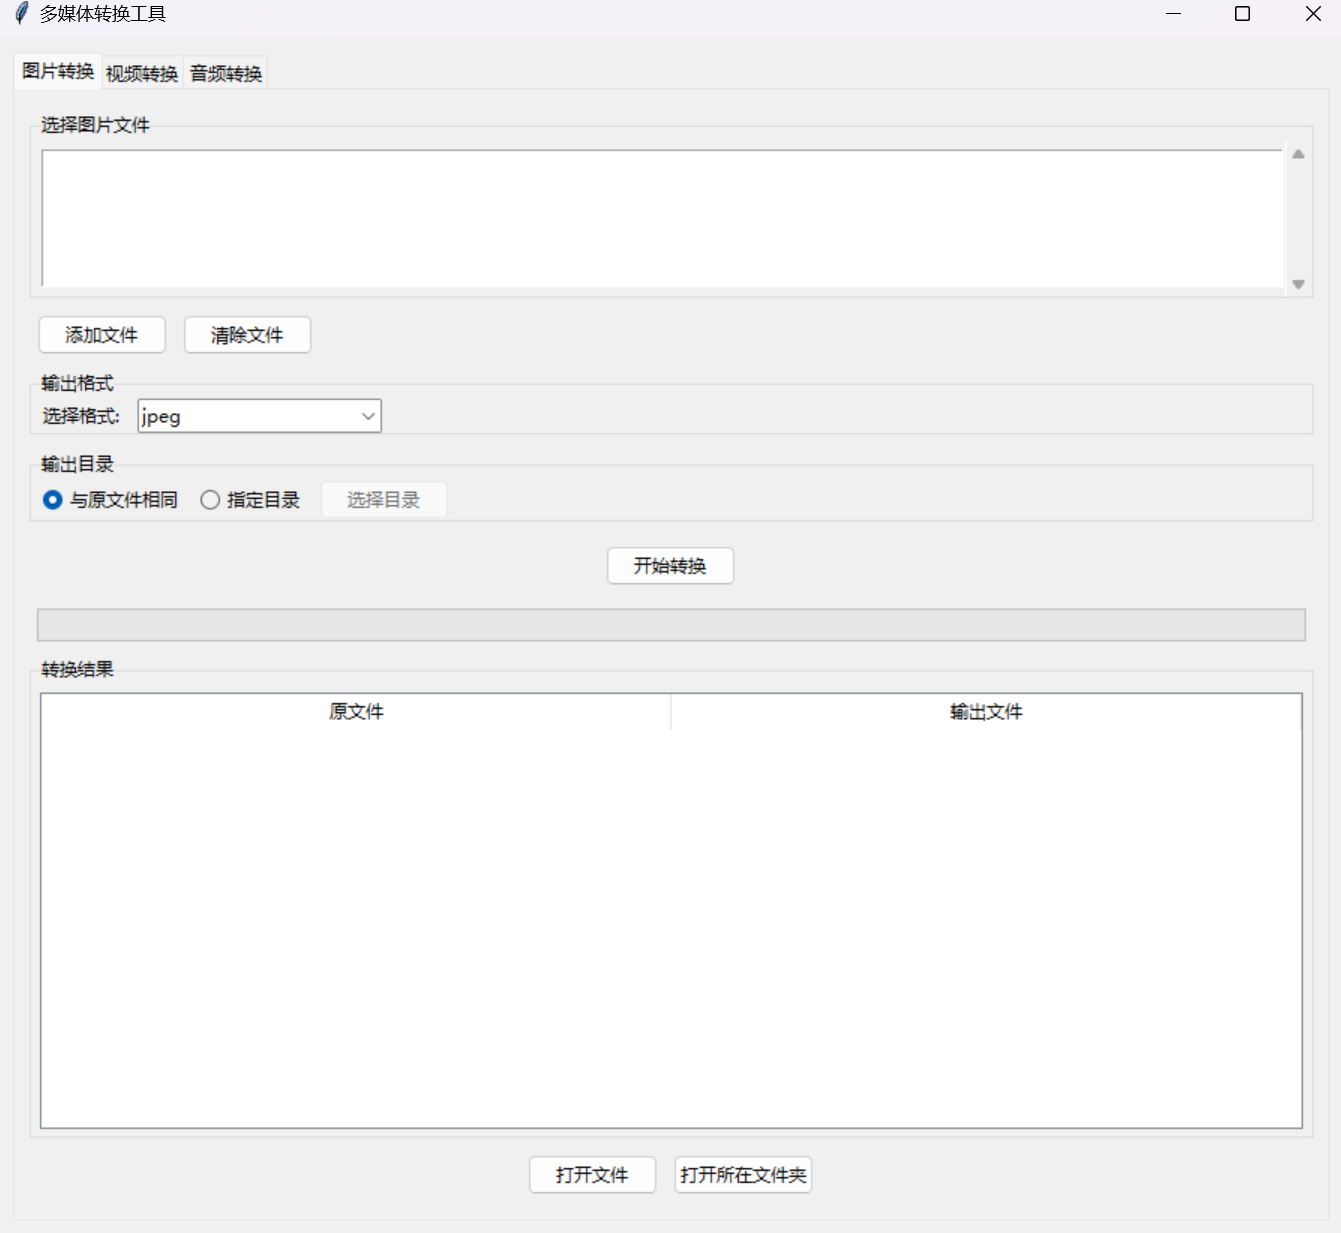 多媒体转换工具
图片转换 视频转换 音频转换
选择图片文件
添加文件 清除文件
输出格式
选择格式: jpeg
输出目录
与原文件相同 指定目录 选择目录
开始转换
转换结果
原文件 输出文件
打开文件 打开所在文件夹